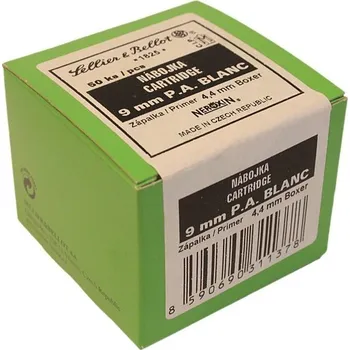 Sellier & Bellot
• 1825 •
50 ks / pcs
NÁBOJKA
CARTRIDGE
9 mm P.A. BLANC
Zápalka / Primer 4,4 mm Boxer
NEROXIN
MADE IN CZECH REPUBLIC
NÁBOJKA
CARTRIDGE
9 mm P.A. BLANC
Zápalka / Primer 4,4 mm Boxer
8 590690 311378